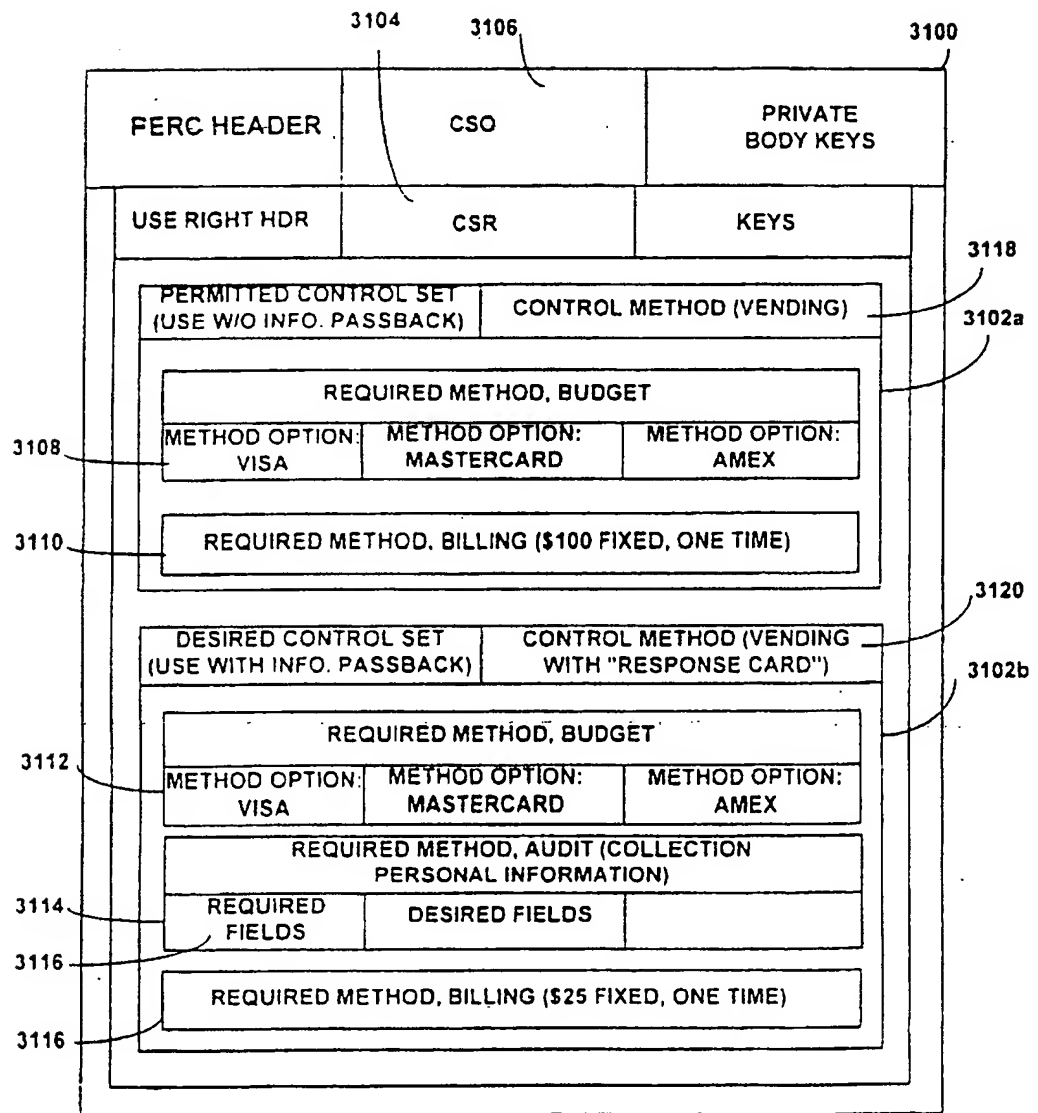 3104
3106
3100
PERC HEADER
CSO
PRIVATE
BODY KEYS
USE RIGHT HDR
CSR
KEYS
3118
PERMITTED CONTROL SET
(USE W/O INFO. PASSBACK)
CONTROL METHOD (VENDING)
3102a
REQUIRED METHOD, BUDGET
3108
METHOD OPTION:
VISA
METHOD OPTION:
MASTERCARD
METHOD OPTION:
AMEX
3110
REQUIRED METHOD, BILLING ($100 FIXED, ONE TIME)
3120
DESIRED CONTROL SET
(USE WITH INFO. PASSBACK)
CONTROL METHOD (VENDING
WITH "RESPONSE CARD")
3102b
REQUIRED METHOD, BUDGET
3112
METHOD OPTION:
VISA
METHOD OPTION:
MASTERCARD
METHOD OPTION:
AMEX
REQUIRED METHOD, AUDIT (COLLECTION
PERSONAL INFORMATION)
3114
REQUIRED
FIELDS
DESIRED FIELDS
3116
REQUIRED METHOD, BILLING ($25 FIXED, ONE TIME)
3116